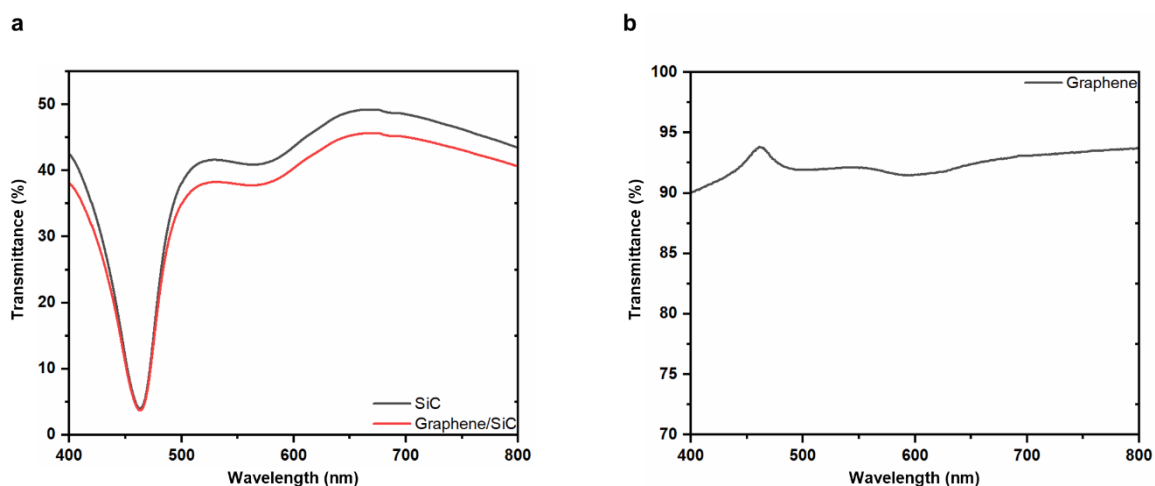 a
Transmittance (%)
50
40
30
20
10
0
400
500
600
700
800
Wavelength (nm)
SiC
Graphene/SiC
b
Transmittance (%)
100
95
90
85
80
75
70
400
500
600
700
800
Wavelength (nm)
Graphene